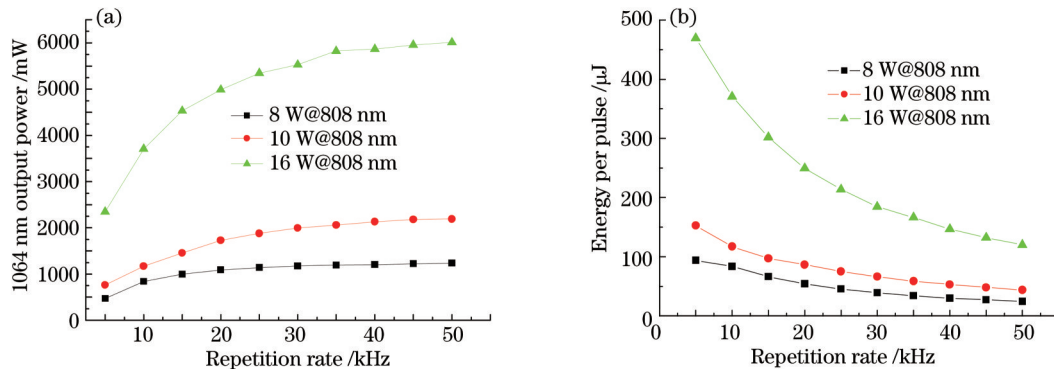 (a)
6000
5000
4000
3000
2000
1000
0
1064 nm output power /mW
8 W@808 nm
10 W@808 nm
16 W@808 nm
10 20 30 40 50
Repetition rate /kHz
(b)
500
400
300
200
100
0
Energy per pulse /μJ
8 W@808 nm
10 W@808 nm
16 W@808 nm
0 10 20 30 40 50
Repetition rate /kHz